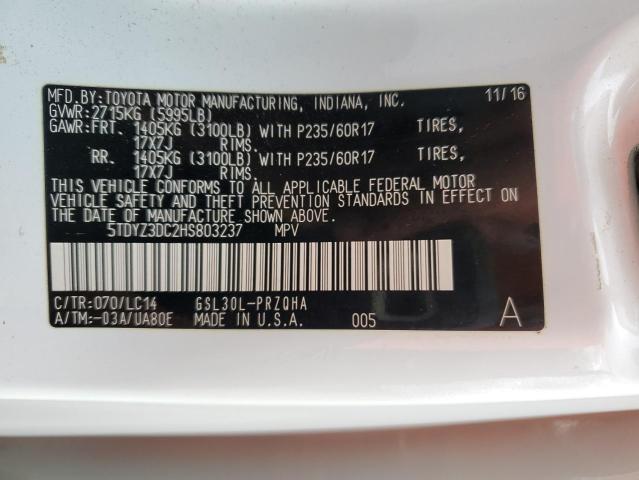 MFD.BY:TOYOTA MOTOR MANUFACTURING, INDIANA, INC. 11/16
GVWR:2715KG (5995LB)
GAWR:FRT. 1405KG (3100LB) WITH P235/60R17 TIRES,
17X7J RIMS.
RR. 1405KG (3100LB) WITH P235/60R17 TIRES,
17X7J RIMS.
THIS VEHICLE CONFORMS TO ALL APPLICABLE FEDERAL MOTOR
VEHICLE SAFETY AND THEFT PREVENTION STANDARDS IN EFFECT ON
THE DATE OF MANUFACTURE SHOWN ABOVE.
5TDYZ3DC2HS803237 MPV
C/TR:070/LC14 GSL30L-PRZQHA
A/TM:-03A/UA80E MADE IN U.S.A. 005 A